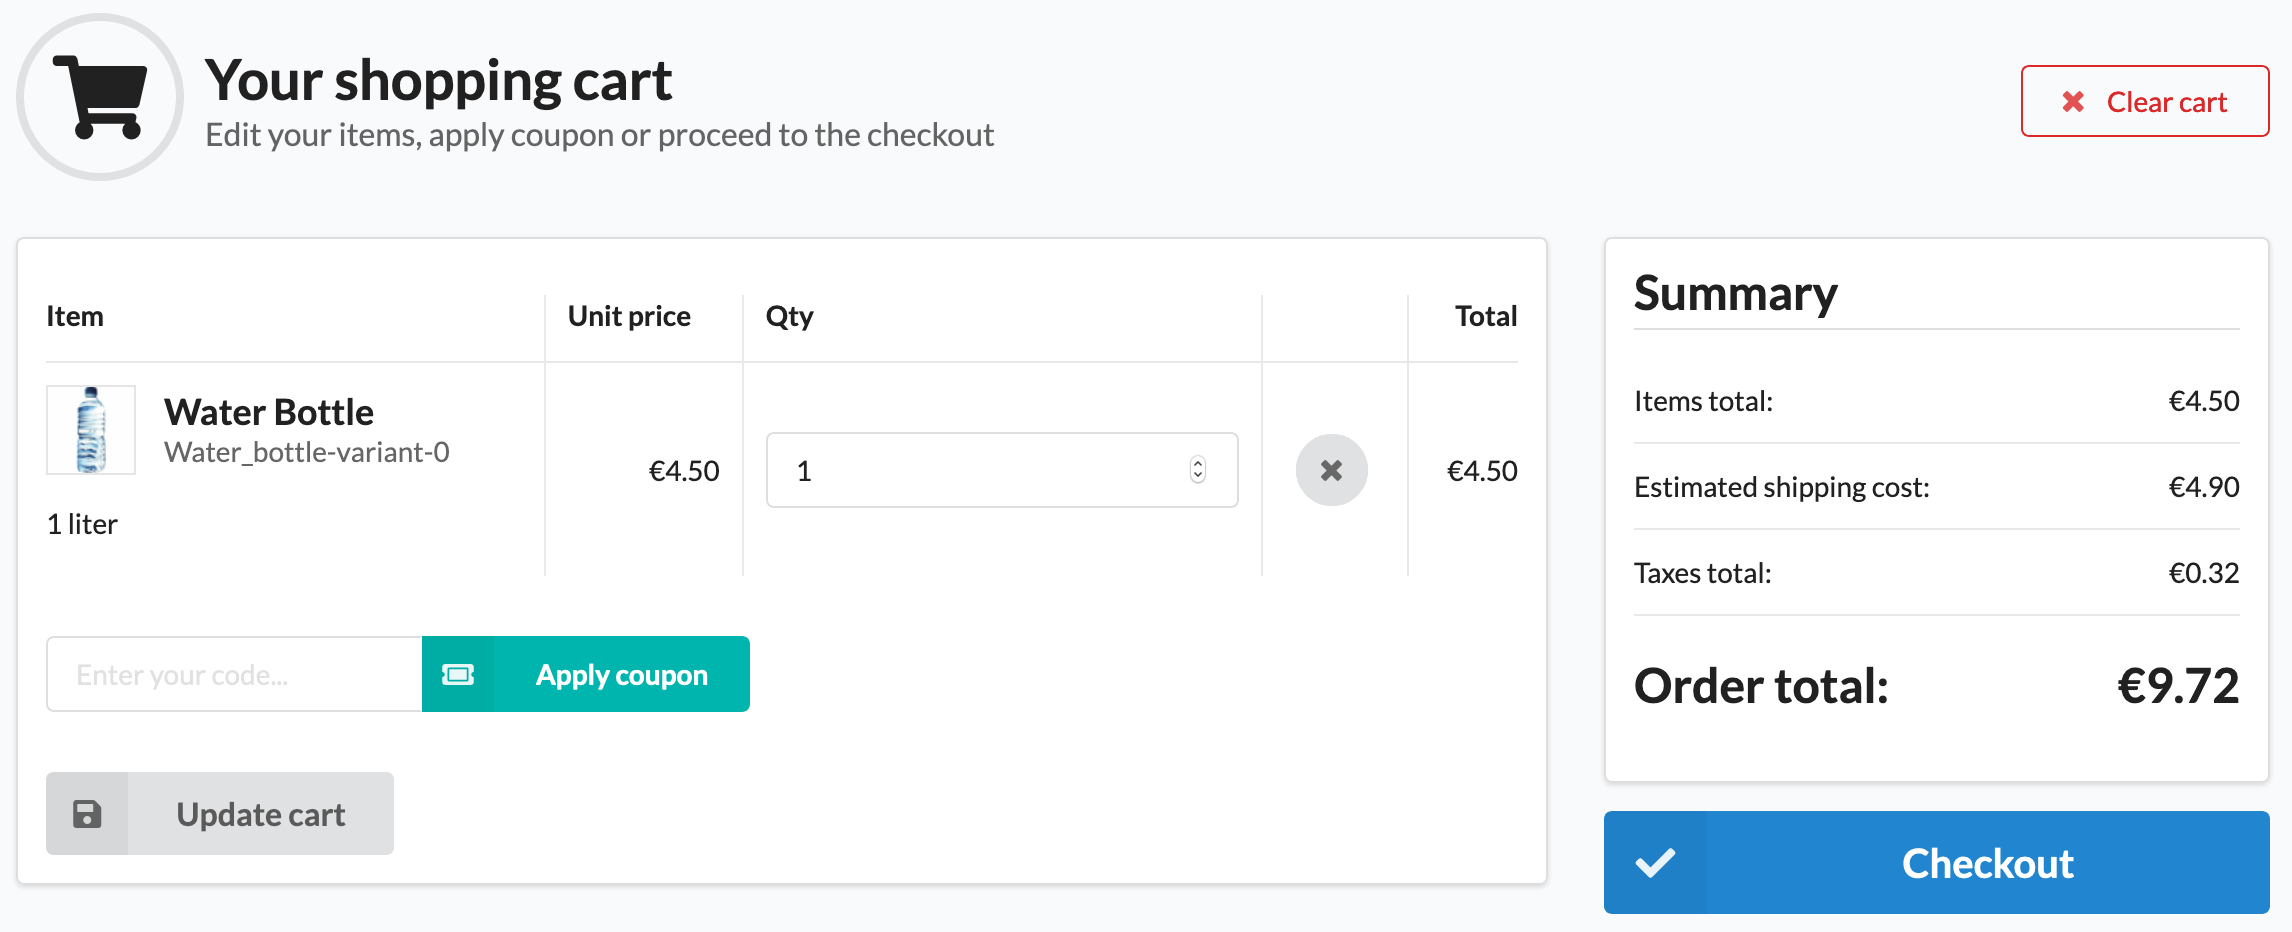 Your shopping cart
Edit your items, apply coupon or proceed to the checkout
Clear cart
Item Unit price Qty Total
Water Bottle
Water_bottle-variant-0
€4.50 1 €4.50
1 liter
Enter your code...
Apply coupon
Update cart
Summary
Items total: €4.50
Estimated shipping cost: €4.90
Taxes total: €0.32
Order total: €9.72
Checkout